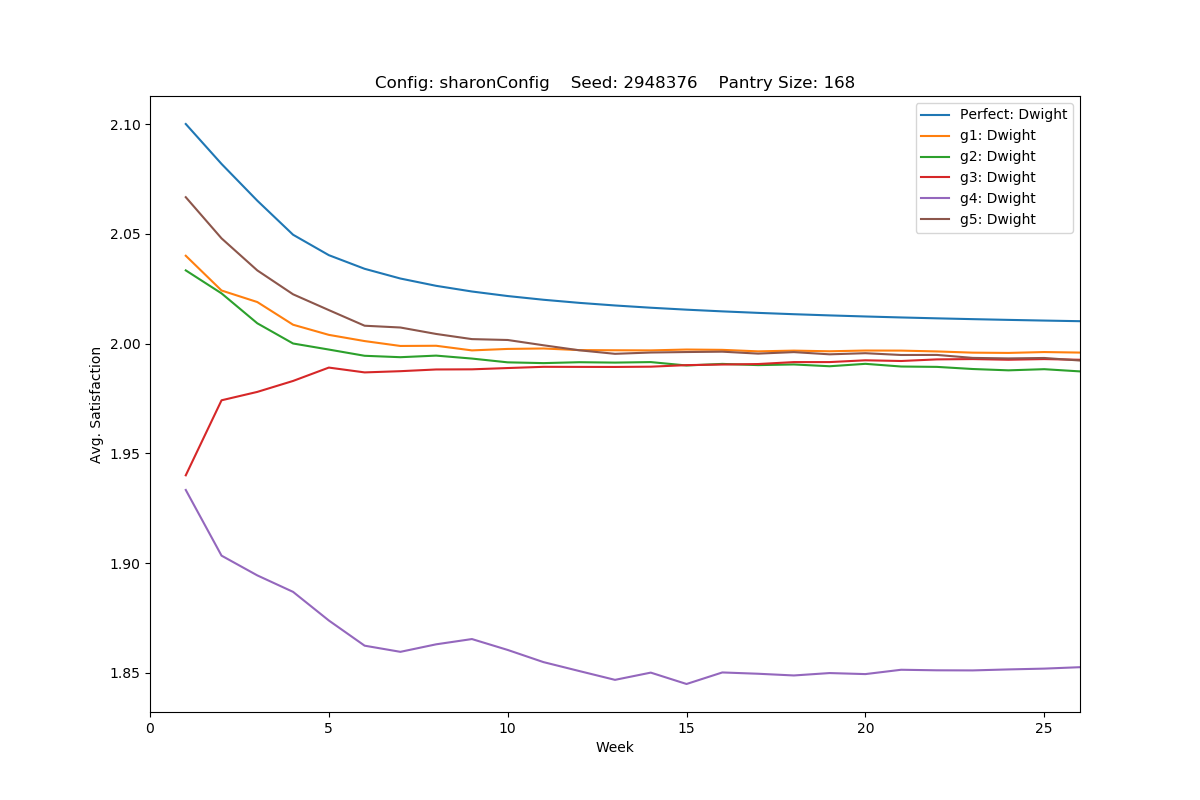 Config: sharonConfig    Seed: 2948376    Pantry Size: 168
Perfect: Dwight
g1: Dwight
g2: Dwight
g3: Dwight
g4: Dwight
g5: Dwight
Avg. Satisfaction
2.10
2.05
2.00
1.95
1.90
1.85
0 5 10 15 20 25
Week